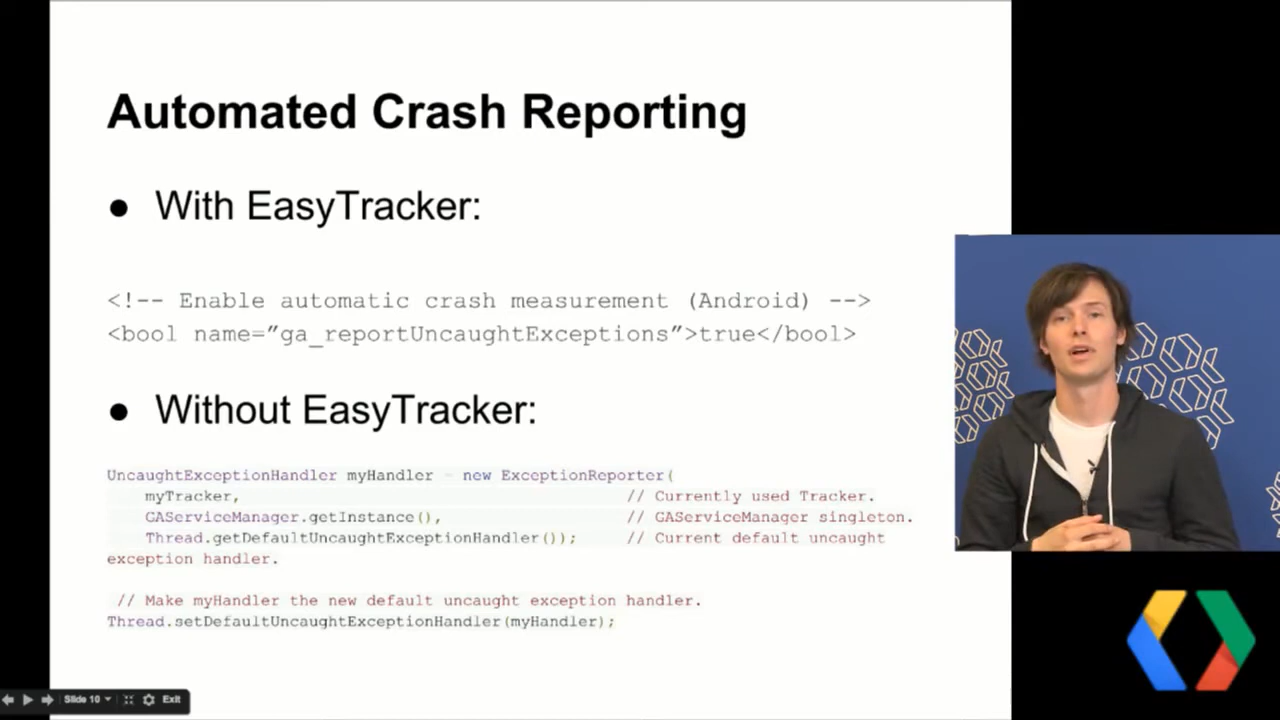 Automated Crash Reporting
● With EasyTracker:
<!-- Enable automatic crash measurement (Android) -->
<bool name=”ga_reportUncaughtExceptions”>true</bool>
● Without EasyTracker:
UncaughtExceptionHandler myHandler = new ExceptionReporter(
myTracker, // Currently used Tracker.
GAServiceManager.getInstance(), // GAServiceManager singleton.
Thread.getDefaultUncaughtExceptionHandler()); // Current default uncaught
exception handler.
// Make myHandler the new default uncaught exception handler.
Thread.setDefaultUncaughtExceptionHandler(myHandler);
Slide 10 Exit